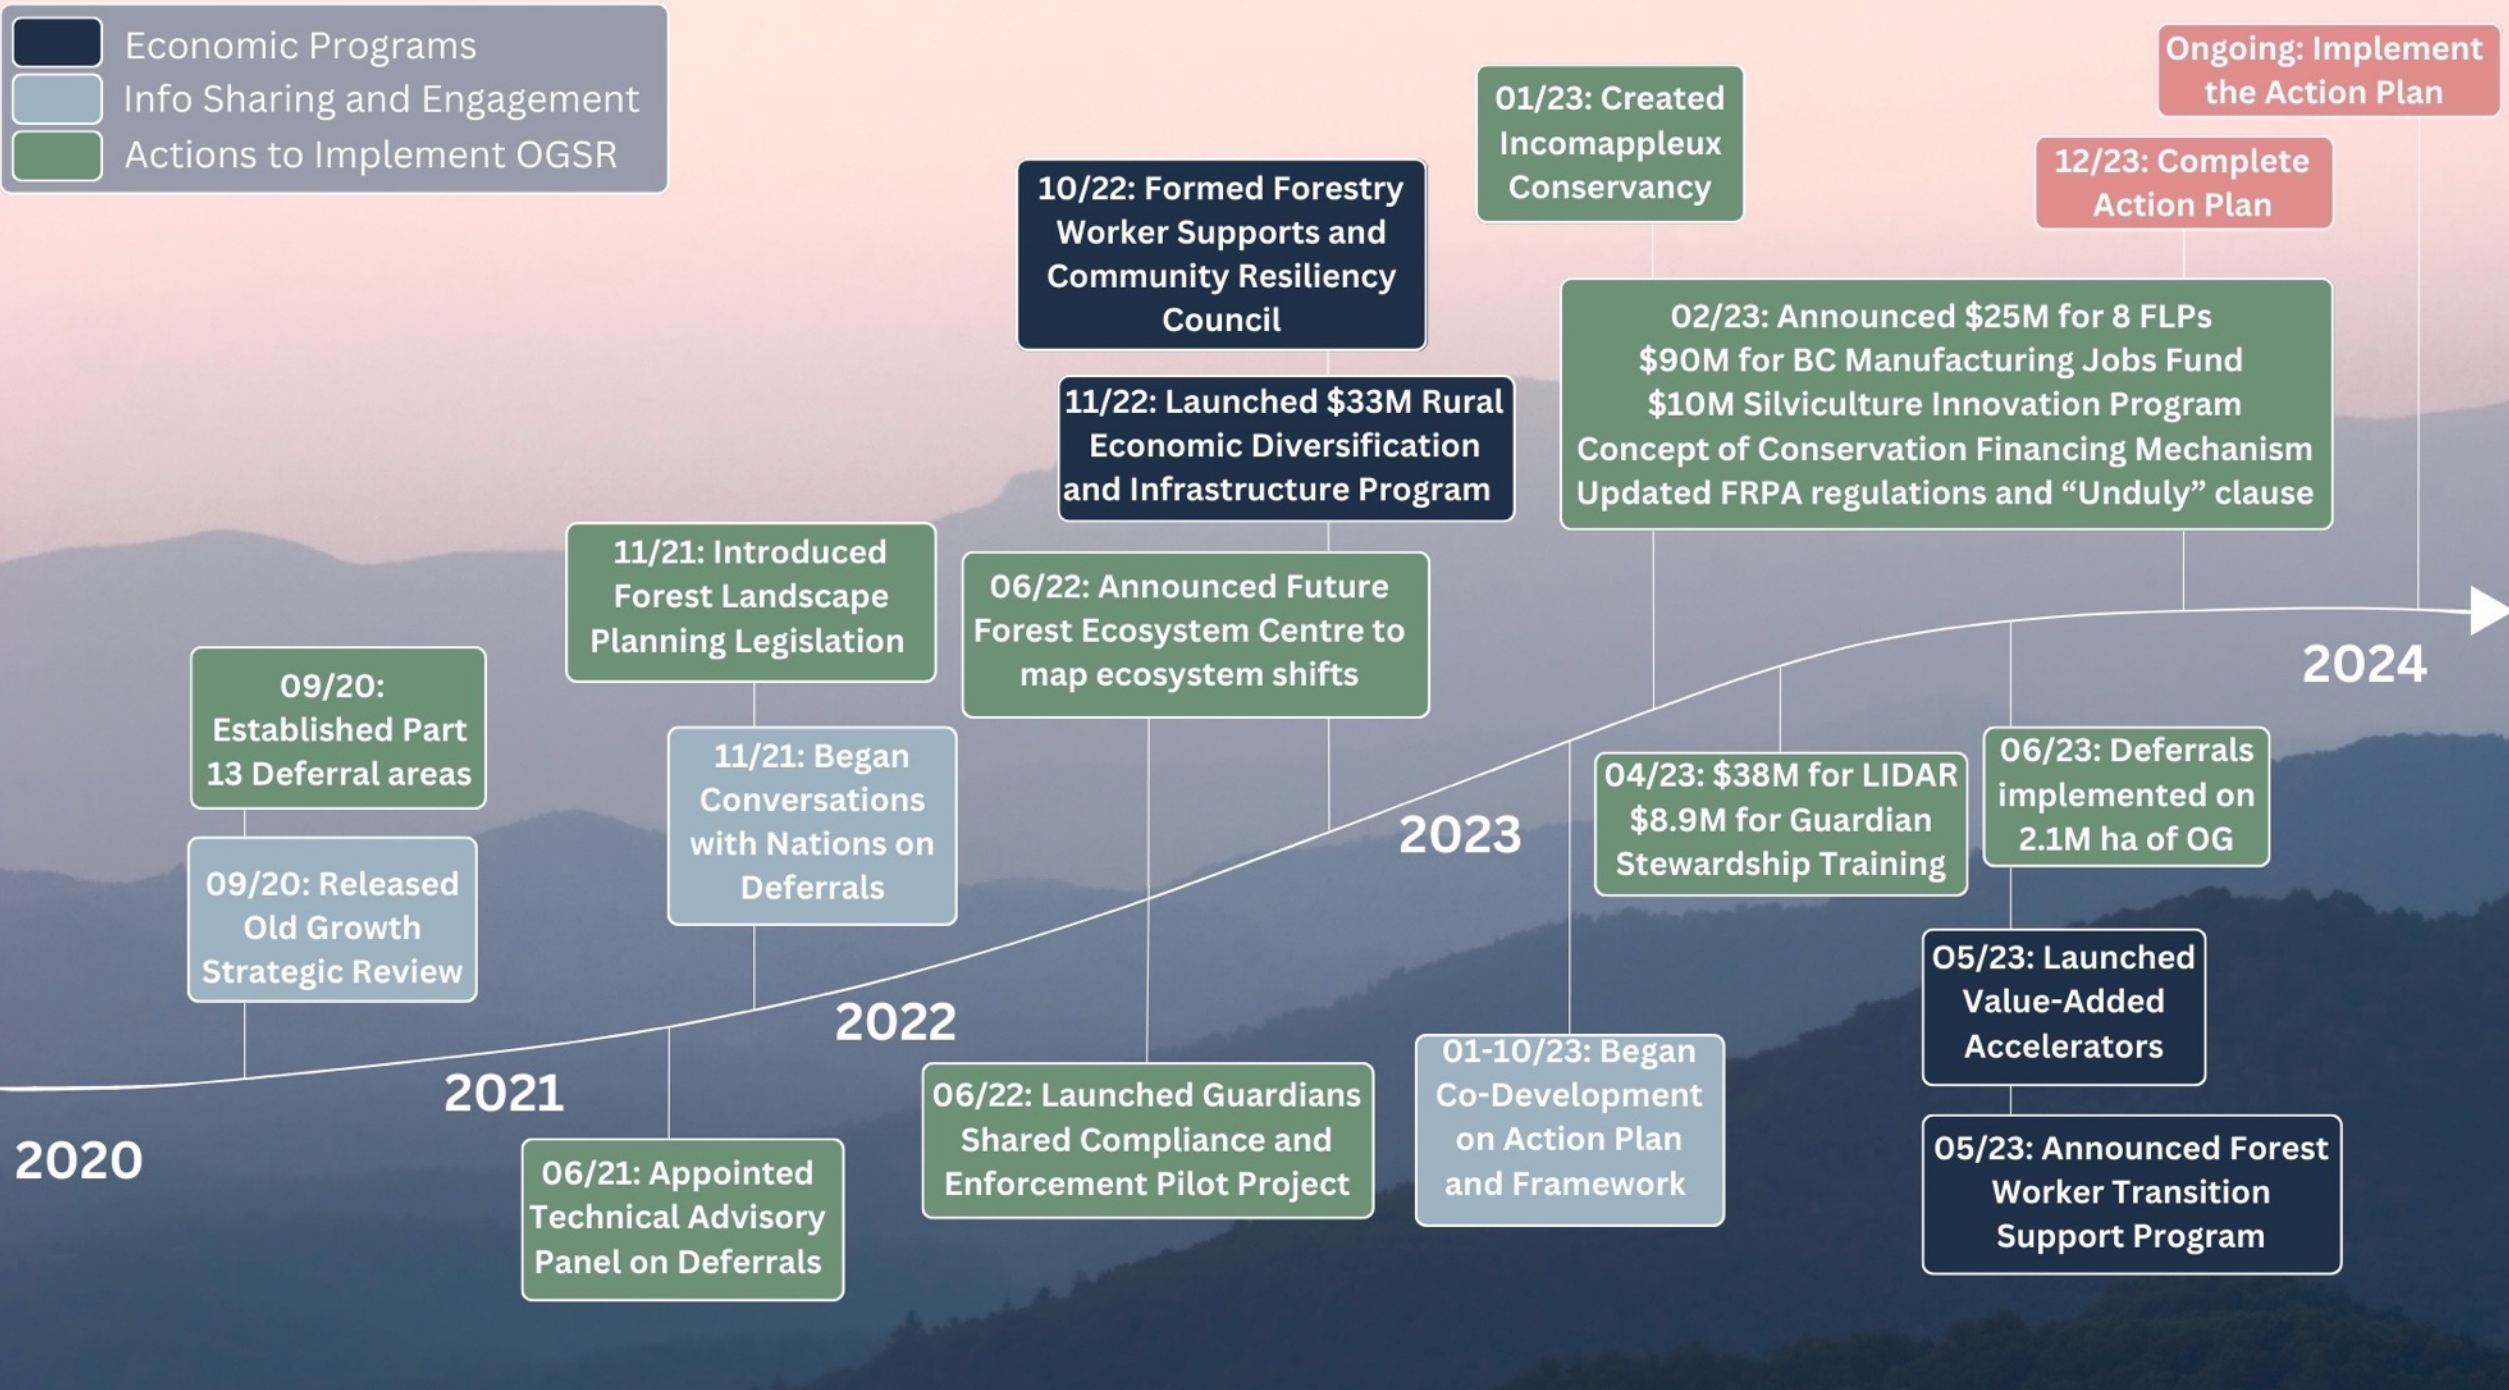 Economic Programs
Info Sharing and Engagement
Actions to Implement OGSR
09/20:
Established Part
13 Deferral areas
09/20: Released
Old Growth
Strategic Review
2020
2021
06/21: Appointed
Technical Advisory
Panel on Deferrals
11/21: Introduced
Forest Landscape
Planning Legislation
11/21: Began
Conversations
with Nations on
Deferrals
2022
10/22: Formed Forestry
Worker Supports and
Community Resiliency
Council
11/22: Launched $33M Rural
Economic Diversification
and Infrastructure Program
06/22: Announced Future
Forest Ecosystem Centre to
map ecosystem shifts
06/22: Launched Guardians
Shared Compliance and
Enforcement Pilot Project
2023
01/23: Created
Incomappleux
Conservancy
02/23: Announced $25M for 8 FLPs
$90M for BC Manufacturing Jobs Fund
$10M Silviculture Innovation Program
Concept of Conservation Financing Mechanism
Updated FRPA regulations and “Unduly” clause
01-10/23: Began
Co-Development
on Action Plan
and Framework
04/23: $38M for LIDAR
$8.9M for Guardian
Stewardship Training
06/23: Deferrals
implemented on
2.1M ha of OG
05/23: Launched
Value-Added
Accelerators
05/23: Announced Forest
Worker Transition
Support Program
12/23: Complete
Action Plan
Ongoing: Implement
the Action Plan
2024